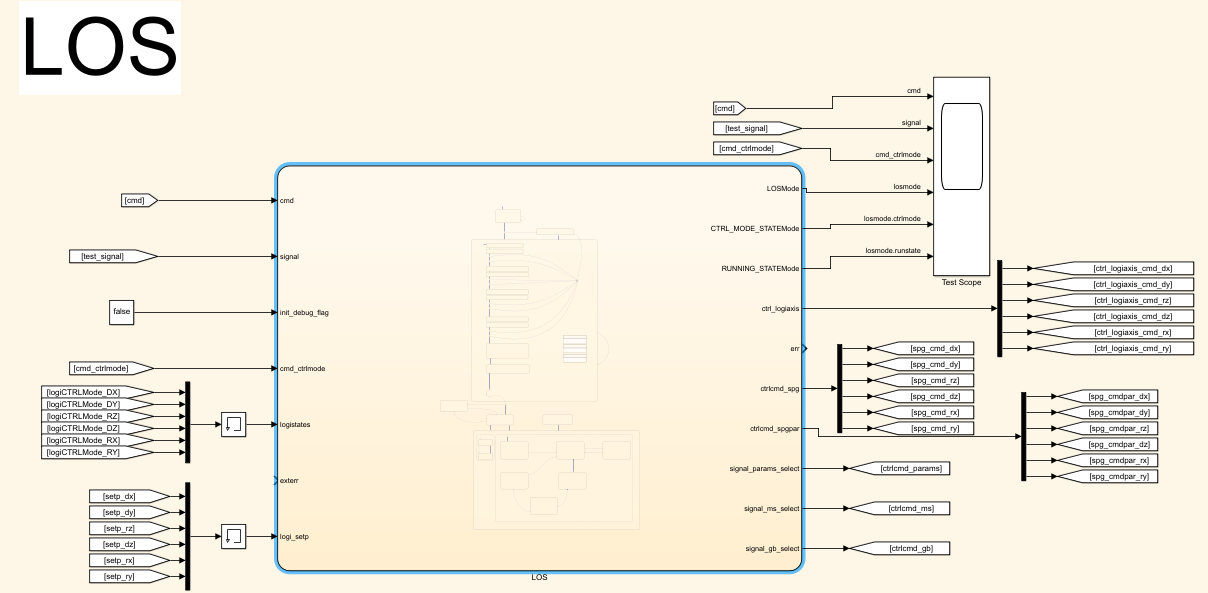 LOS
[cmd]
[test_signal]
[cmd_ctrlmode]
cmd
signal
cmd_ctrlmode
losmode
losmode.ctrlmode
losmode.runstate
Test Scope
[cmd]
[test_signal]
false
[cmd_ctrlmode]
[logiCTRLMode_DX]
[logiCTRLMode_DY]
[logiCTRLMode_RZ]
[logiCTRLMode_DZ]
[logiCTRLMode_RX]
[logiCTRLMode_RY]
[setp_dx]
[setp_dy]
[setp_rz]
[setp_dz]
[setp_rx]
[setp_ry]
cmd
signal
init_debug_flag
cmd_ctrlmode
logistates
exterr
logi_setp
LOSMode
CTRL_MODE_STATEMode
RUNNING_STATEMode
ctrl_logiaxis
err
ctrlcmd_spg
ctrlcmd_spgpar
signal_params_select
signal_ms_select
signal_gb_select
LOS
[ctrl_logiaxis_cmd_dx]
[ctrl_logiaxis_cmd_dy]
[ctrl_logiaxis_cmd_rz]
[ctrl_logiaxis_cmd_dz]
[ctrl_logiaxis_cmd_rx]
[ctrl_logiaxis_cmd_ry]
[spg_cmd_dx]
[spg_cmd_dy]
[spg_cmd_rz]
[spg_cmd_dz]
[spg_cmd_rx]
[spg_cmd_ry]
[spg_cmdpar_dx]
[spg_cmdpar_dy]
[spg_cmdpar_rz]
[spg_cmdpar_dz]
[spg_cmdpar_rx]
[spg_cmdpar_ry]
[ctrlcmd_params]
[ctrlcmd_ms]
[ctrlcmd_gb]